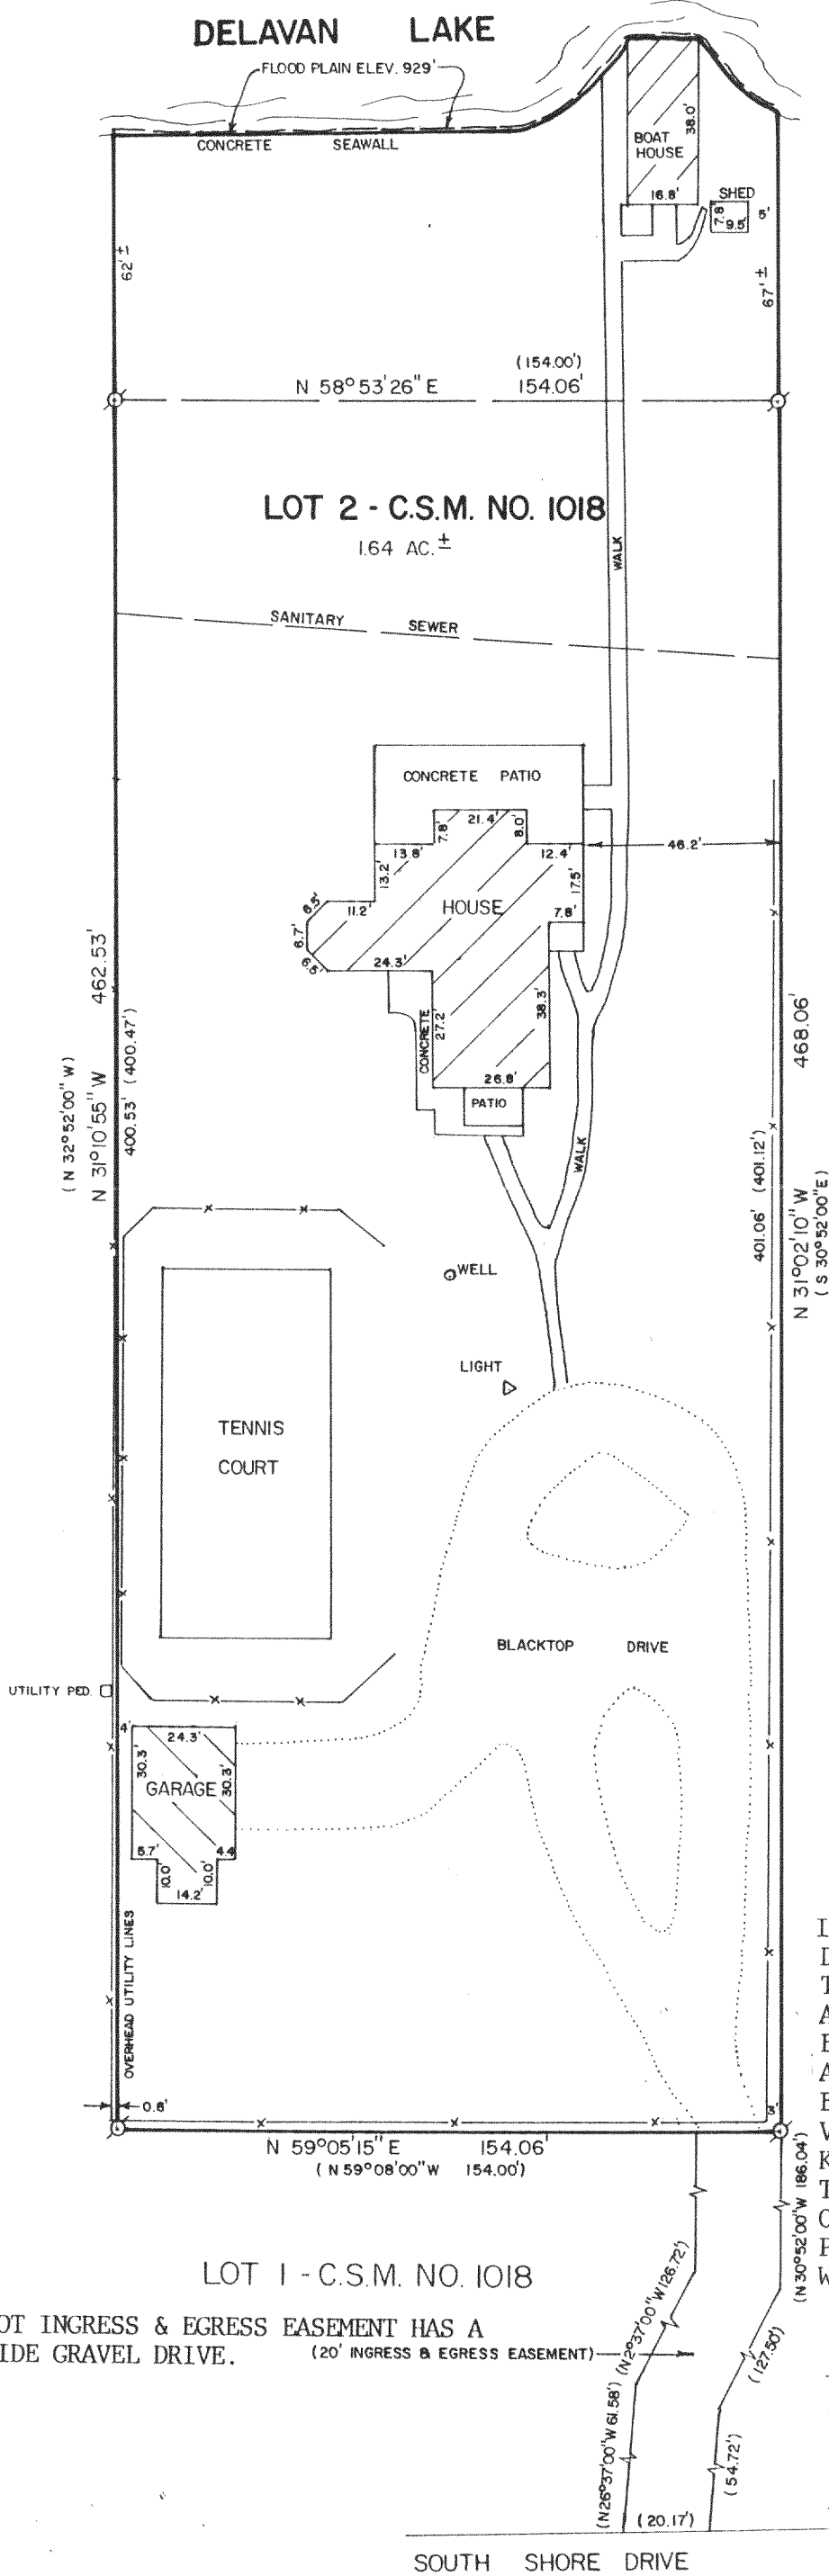 DELAVAN LAKE
FLOOD PLAIN ELEV. 929'
CONCRETE SEAWALL
BOAT
HOUSE
38.0'
16.8'
SHED
7.8'
9.5'
5'
62' ±
67' ±
(154.00')
N 58°53'26" E 154.06'
LOT 2 - C.S.M. NO. 1018
1.64 AC. ±
WALK
SANITARY SEWER
CONCRETE PATIO
21.4'
7.8'
8.0'
13.8'
12.4'
46.2'
13.2'
17.5'
HOUSE
6.5'
11.2'
7.8'
6.7'
6.5'
24.3'
CONCRETE
27.2'
38.3'
26.8'
PATIO
WALK
462.53'
(N 32°52'00" W)
N 31°10'55" W
400.53' (400.47')
468.06'
401.06' (401.12')
N 31°02'10" W
(S 30°52'00" E)
WELL
LIGHT
TENNIS
COURT
BLACKTOP DRIVE
UTILITY PED.
4'
24.3'
30.3'
30.3'
GARAGE
5.7'
4.4
10.0'
10.0'
14.2'
OVERHEAD UTILITY LINES
0.6'
3'
N 59°05'15" E 154.06'
(N 59°08'00" W 154.00')
(N 30°52'00" W 186.04')
LOT 1 - C.S.M. NO. 1018
OT INGRESS & EGRESS EASEMENT HAS A
IDE GRAVEL DRIVE.
(20' INGRESS & EGRESS EASEMENT)
(N 2°37'00" W 126.72')
(127.50')
(N 26°37'00" W 61.58')
(54.72')
(20.17')
SOUTH SHORE DRIVE